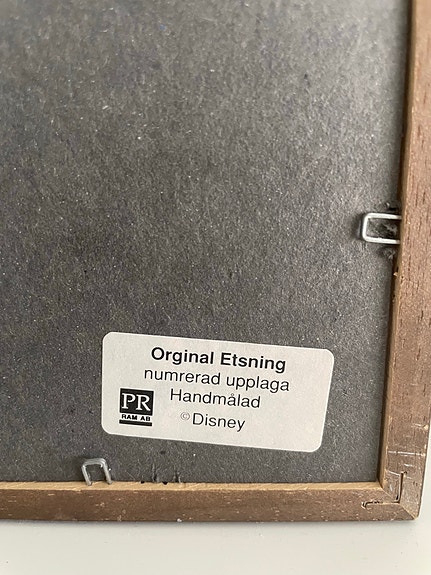 Orginal Etsning
numrerad upplaga
Handmålad
© Disney
PR
RAM AB